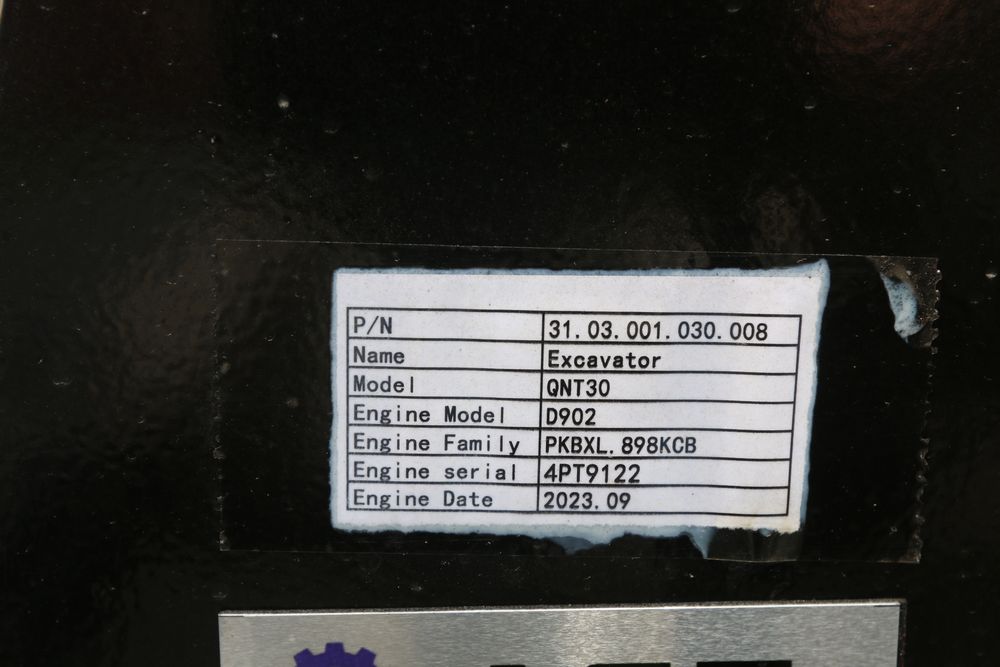 P/N 31.03.001.030.008
Name Excavator
Model QNT30
Engine Model D902
Engine Family PKBXL.898KCB
Engine serial 4PT9122
Engine Date 2023.09